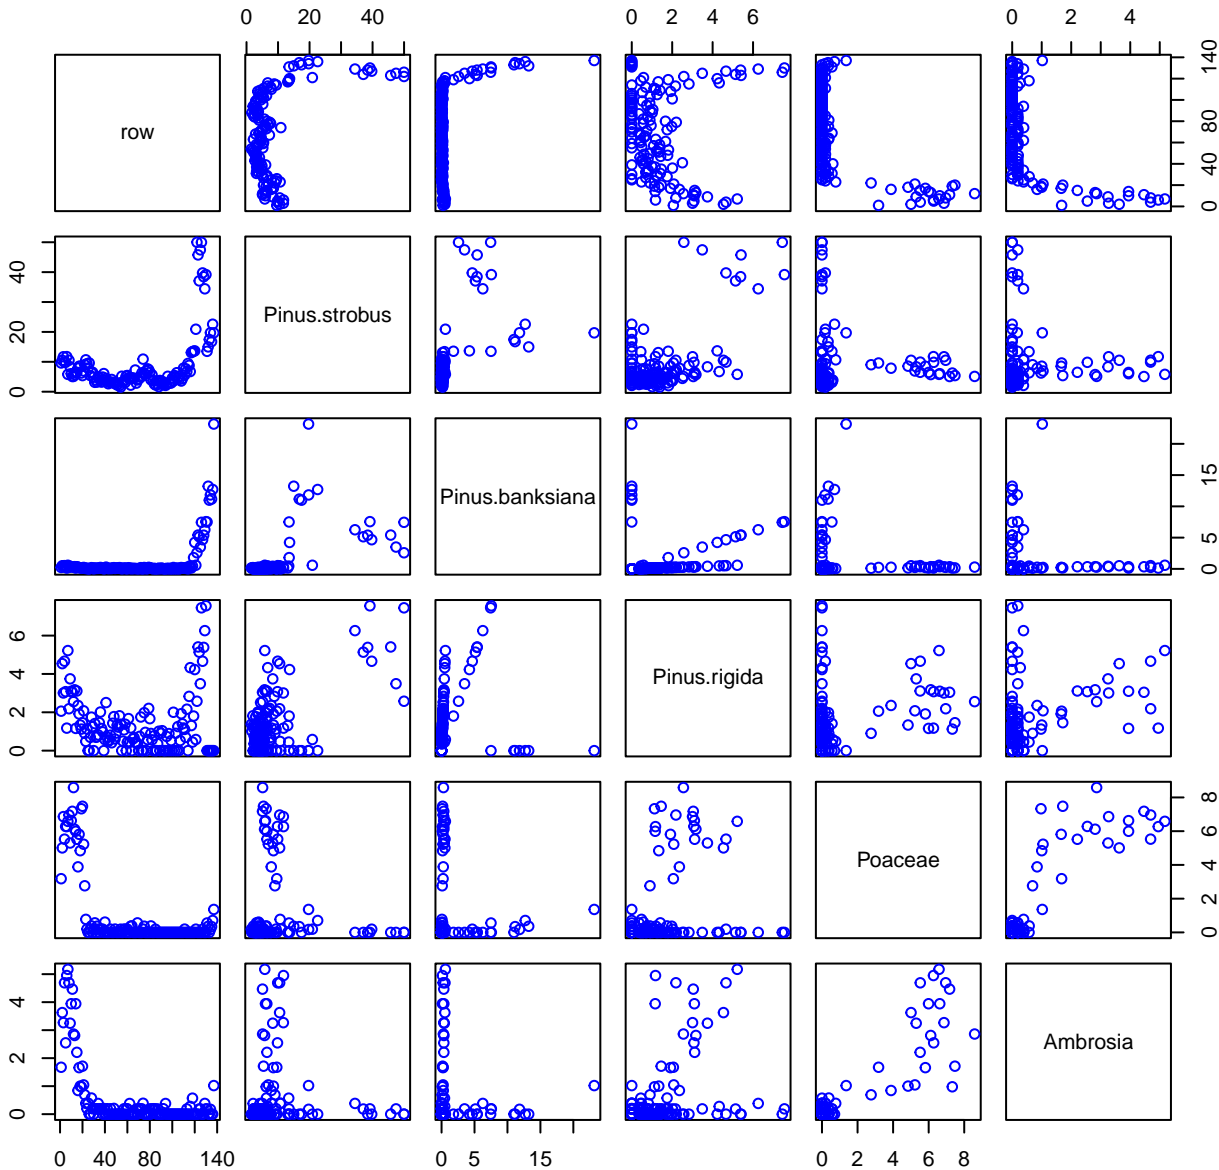 0 20 40 0 2 4 6 0 2 4
row 0 40 80 140
0 20 40 Pinus.strobus
Pinus.banksiana 0 5 15
0 2 4 6 Pinus.rigida
Poaceae 0 2 4 6 8
0 2 4 Ambrosia
0 40 80 140 0 5 15 0 2 4 6 8